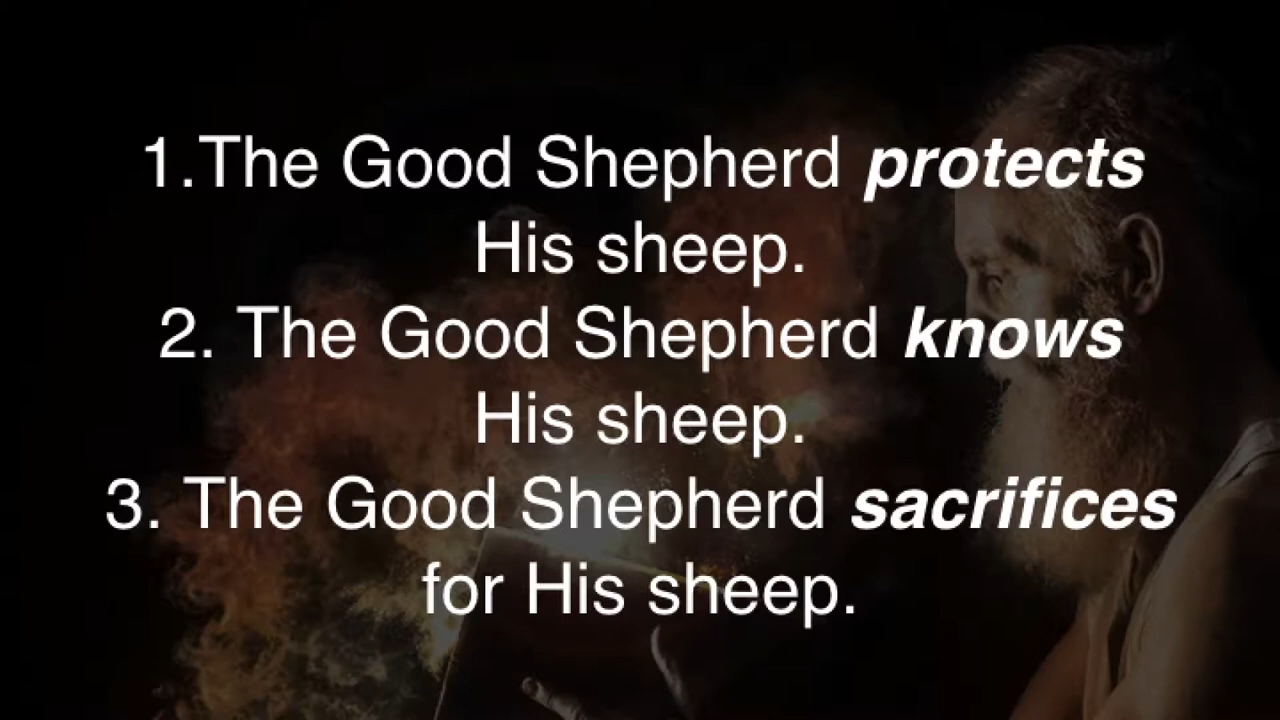 1.The Good Shepherd protects
His sheep.
2. The Good Shepherd knows
His sheep.
3. The Good Shepherd sacrifices
for His sheep.